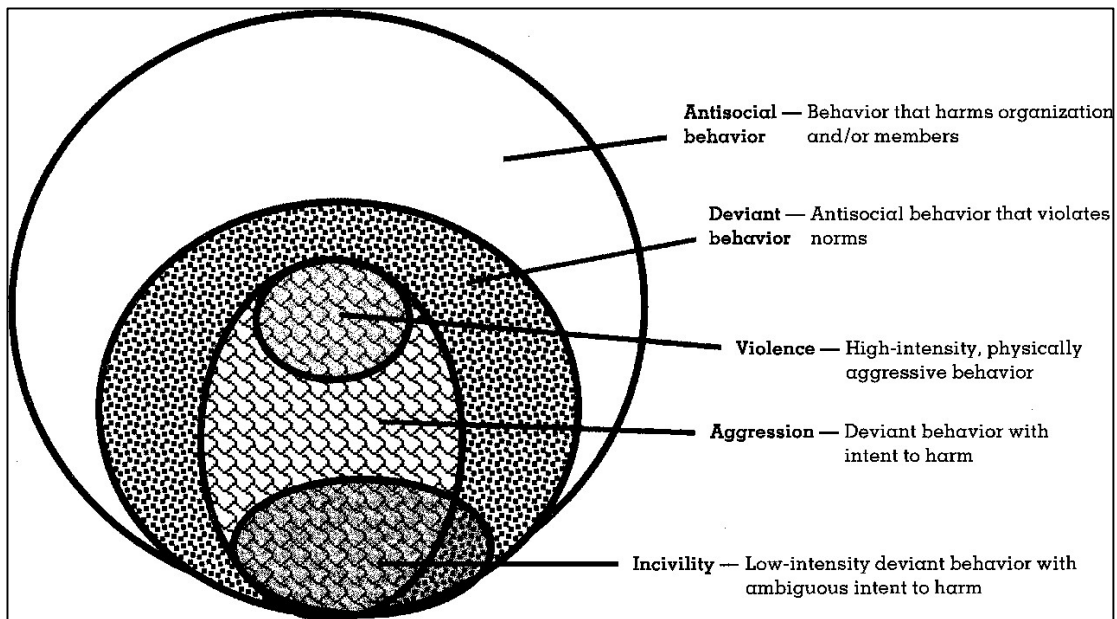 Antisocial — Behavior that harms organization
behavior and/or members
Deviant — Antisocial behavior that violates
behavior norms
Violence — High-intensity, physically
aggressive behavior
Aggression — Deviant behavior with
intent to harm
Incivility — Low-intensity deviant behavior with
ambiguous intent to harm